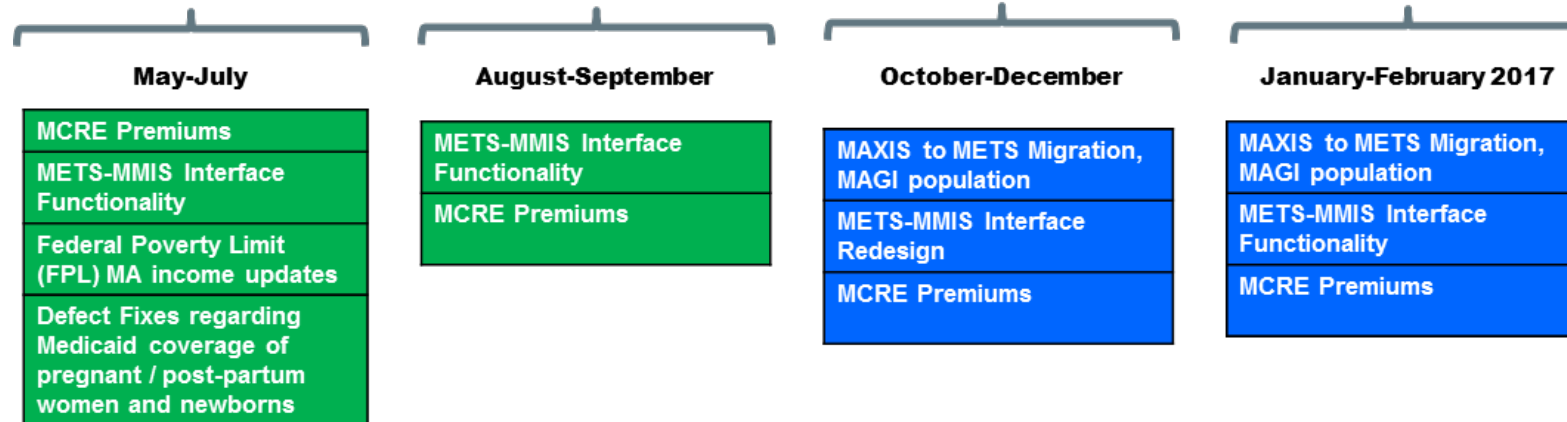 May-July
MCRE Premiums
METS-MMIS Interface
Functionality
Federal Poverty Limit
(FPL) MA income updates
Defect Fixes regarding
Medicaid coverage of
pregnant / post-partum
women and newborns
August-September
METS-MMIS Interface
Functionality
MCRE Premiums
October-December
MAXIS to METS Migration,
MAGI population
METS-MMIS Interface
Redesign
MCRE Premiums
January-February 2017
MAXIS to METS Migration,
MAGI population
METS-MMIS Interface
Functionality
MCRE Premiums